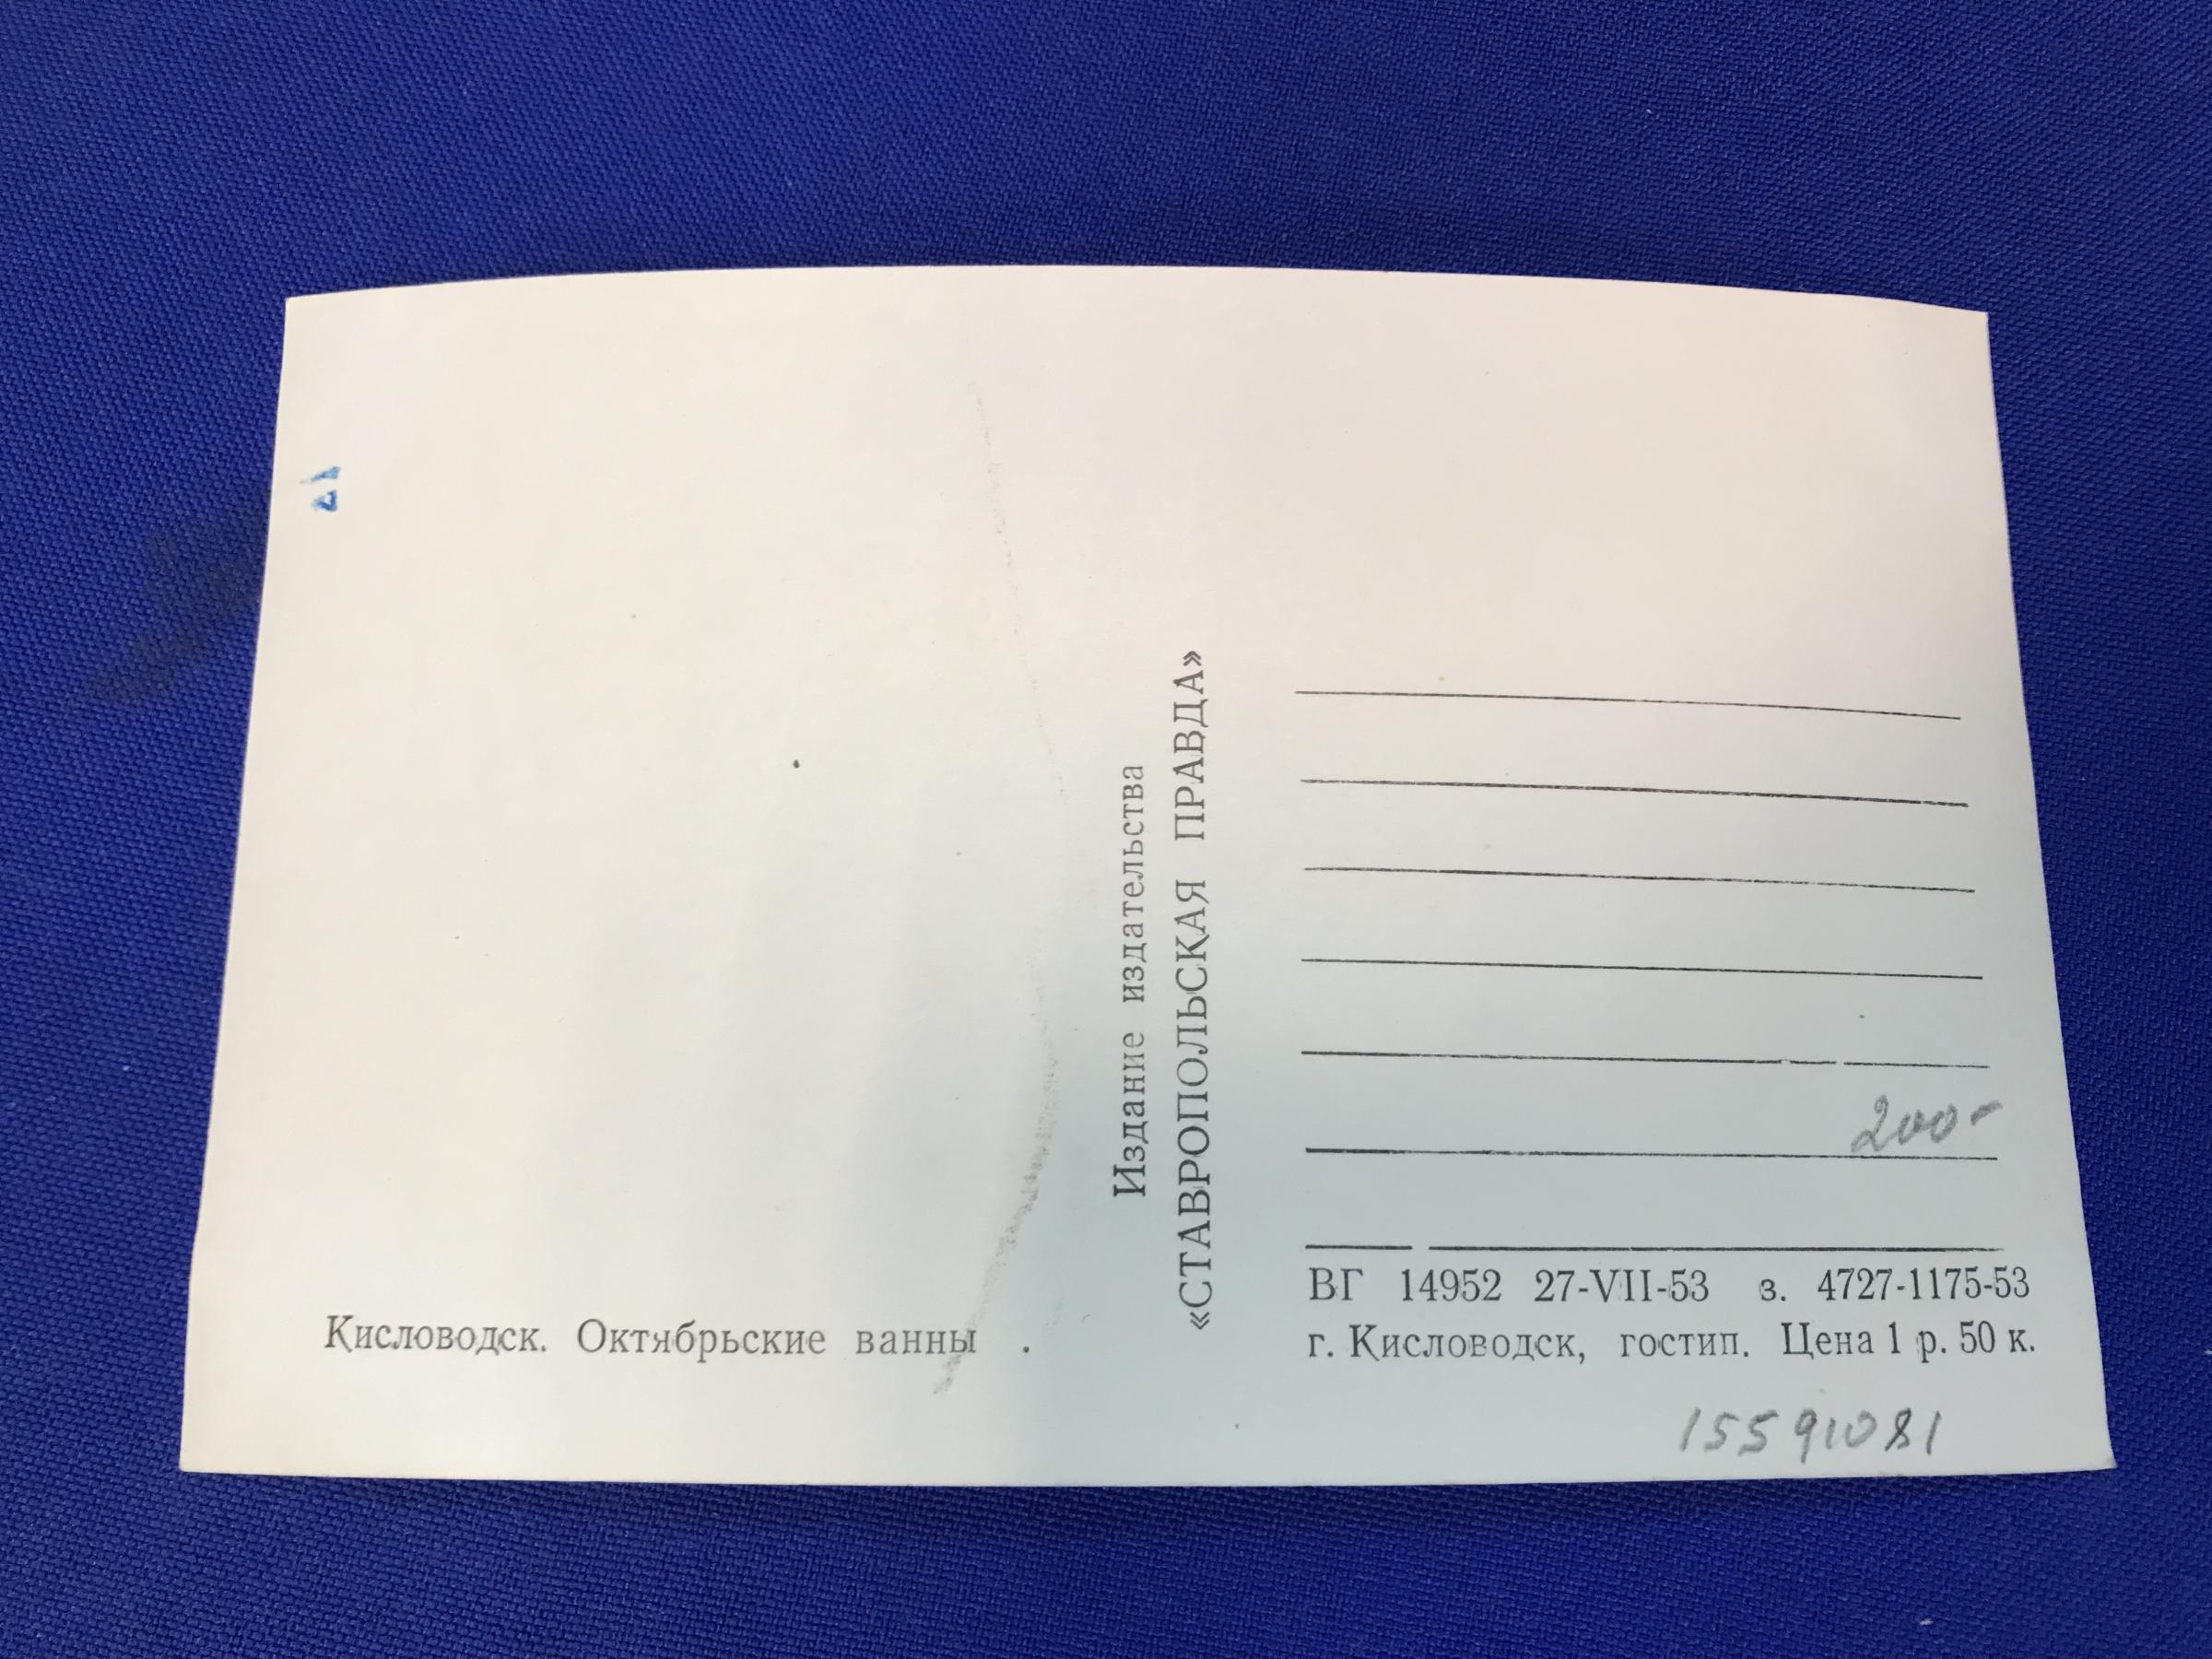 Кисловодск. Октябрьские ванны .
Издание издательства
«СТАВРОПОЛЬСКАЯ ПРАВДА»
200-
ВГ 14952 27-VII-53 з. 4727-1175-53
г. Кисловодск, гостип. Цена 1 р. 50 к.
15591081